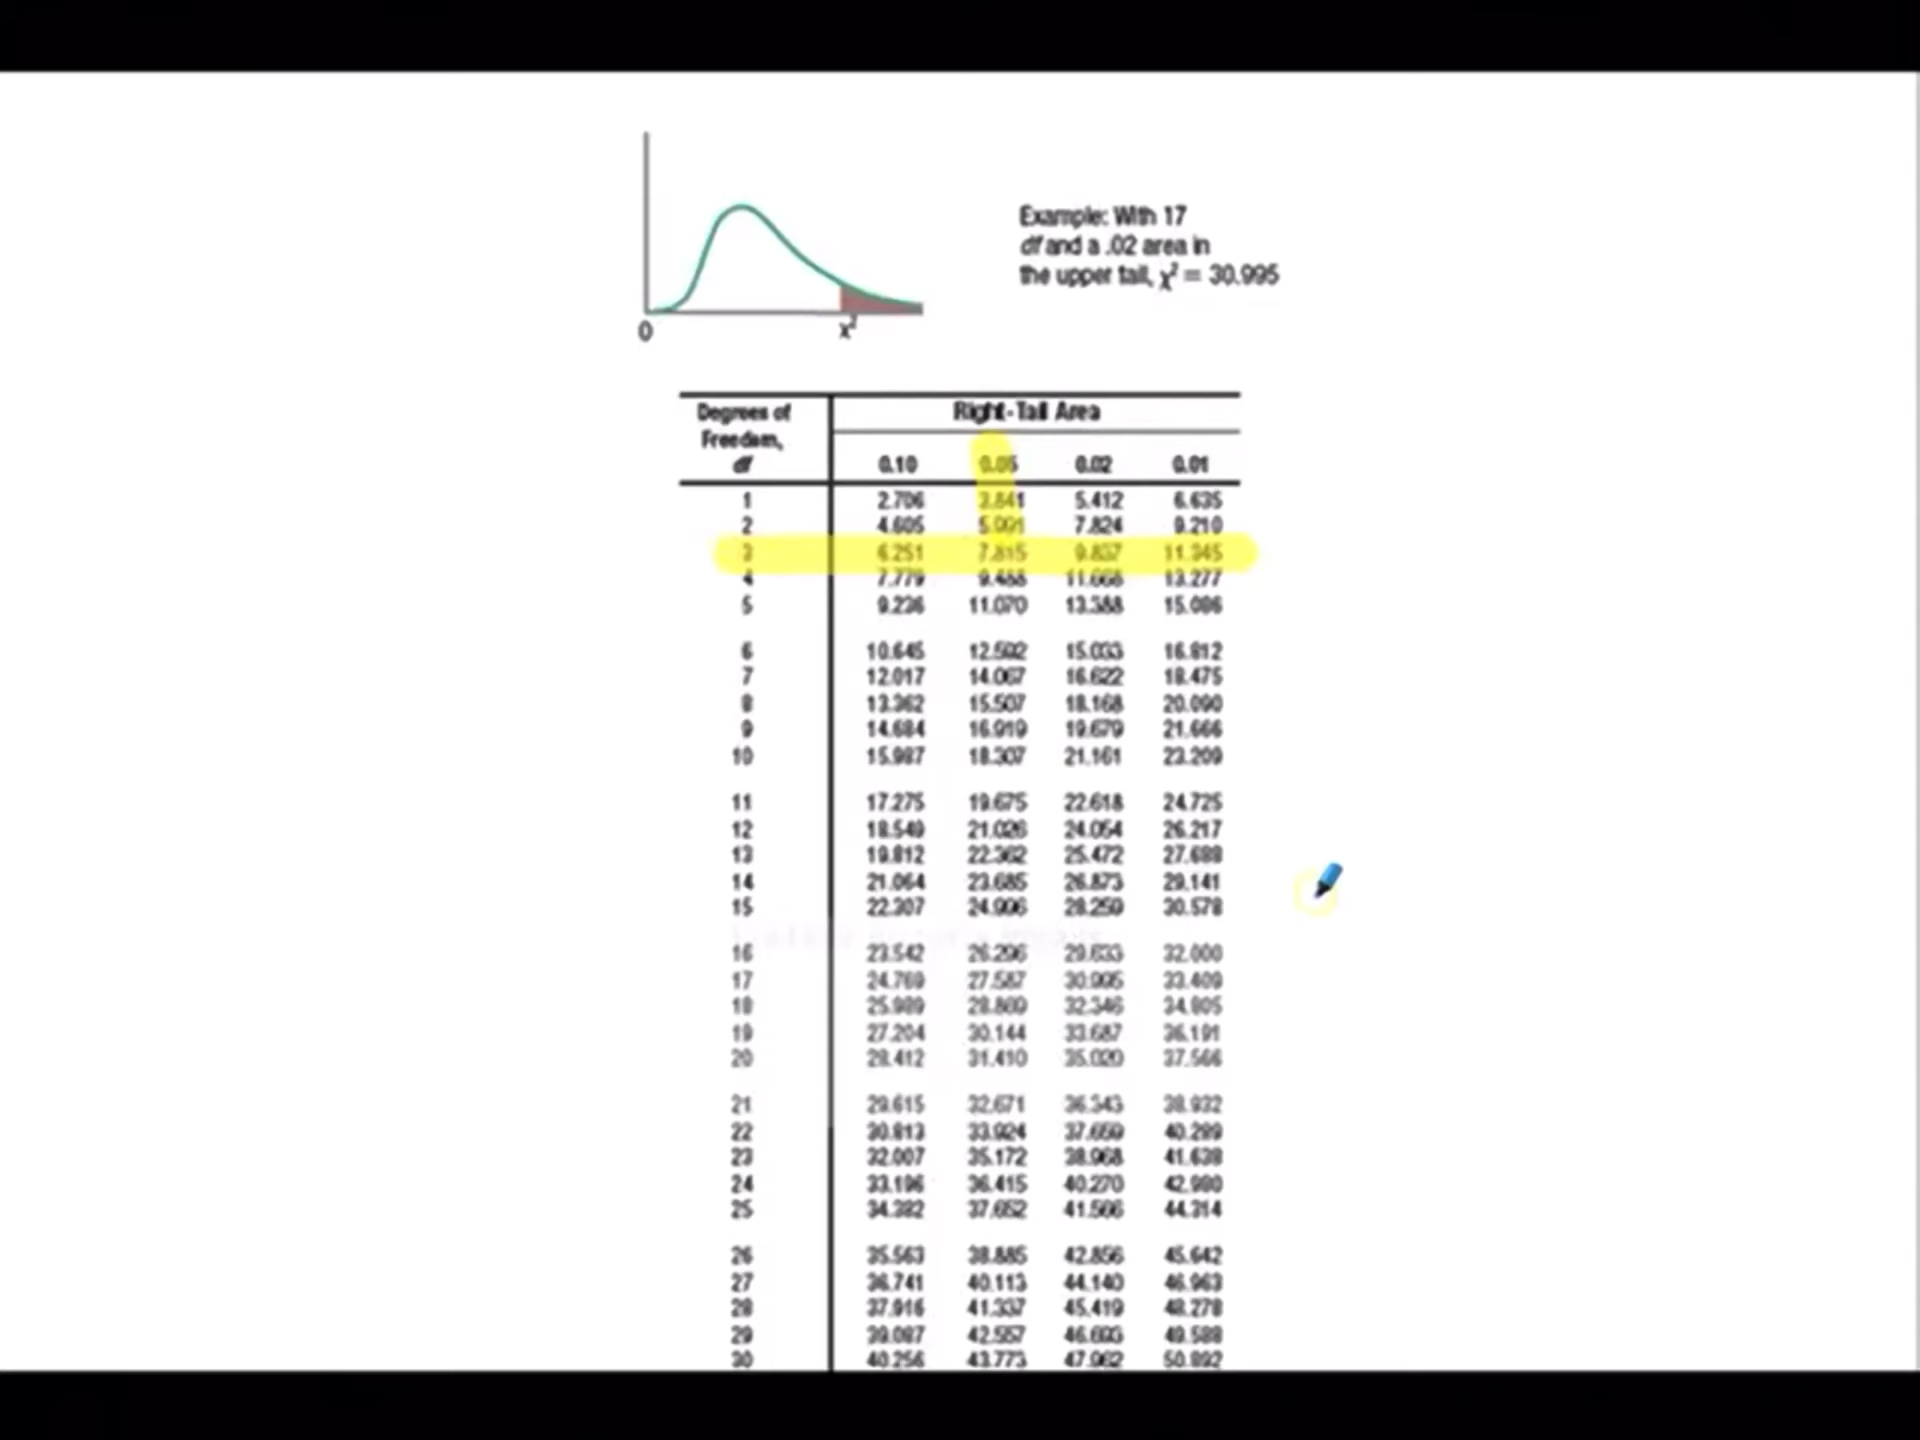 Example: With 17
df and a .02 area in
the upper tail, χ² = 30.995
0
χ²
Degrees of
Freedom,
df
Right-Tail Area
0.10 0.05 0.02 0.01
1 2.706 3.841 5.412 6.635
2 4.605 5.991 7.824 9.210
3 6.251 7.815 9.837 11.345
4 7.779 9.488 11.668 13.277
5 9.236 11.070 13.388 15.086
6 10.645 12.592 15.033 16.812
7 12.017 14.067 16.622 18.475
8 13.362 15.507 18.168 20.090
9 14.684 16.919 19.679 21.666
10 15.987 18.307 21.161 23.209
11 17.275 19.675 22.618 24.725
12 18.549 21.026 24.054 26.217
13 19.812 22.362 25.472 27.688
14 21.064 23.685 26.873 29.141
15 22.307 24.996 28.259 30.578
16 23.542 26.296 29.633 32.000
17 24.769 27.587 30.995 33.409
18 25.989 28.869 32.346 34.805
19 27.204 30.144 33.687 36.191
20 28.412 31.410 35.020 37.566
21 29.615 32.671 36.343 38.932
22 30.813 33.924 37.659 40.289
23 32.007 35.172 38.968 41.638
24 33.196 36.415 40.270 42.980
25 34.382 37.652 41.566 44.314
26 35.563 38.885 42.856 45.642
27 36.741 40.113 44.140 46.963
28 37.916 41.337 45.419 48.278
29 39.087 42.557 46.693 49.588
30 40.256 43.773 47.962 50.892